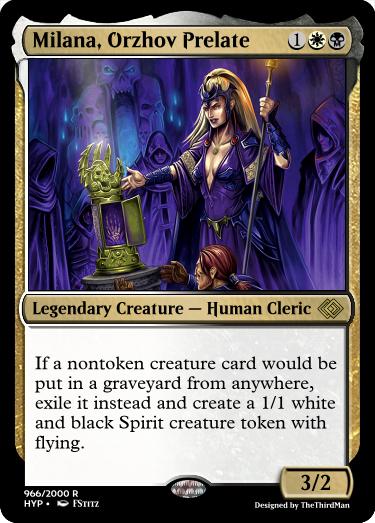 Milana, Orzhov Prelate 1
Legendary Creature — Human Cleric
If a nontoken creature card would be
put in a graveyard from anywhere,
exile it instead and create a 1/1 white
and black Spirit creature token with
flying.
3/2
966/2000 R
HYP • FSTITZ
Designed by TheThirdMan